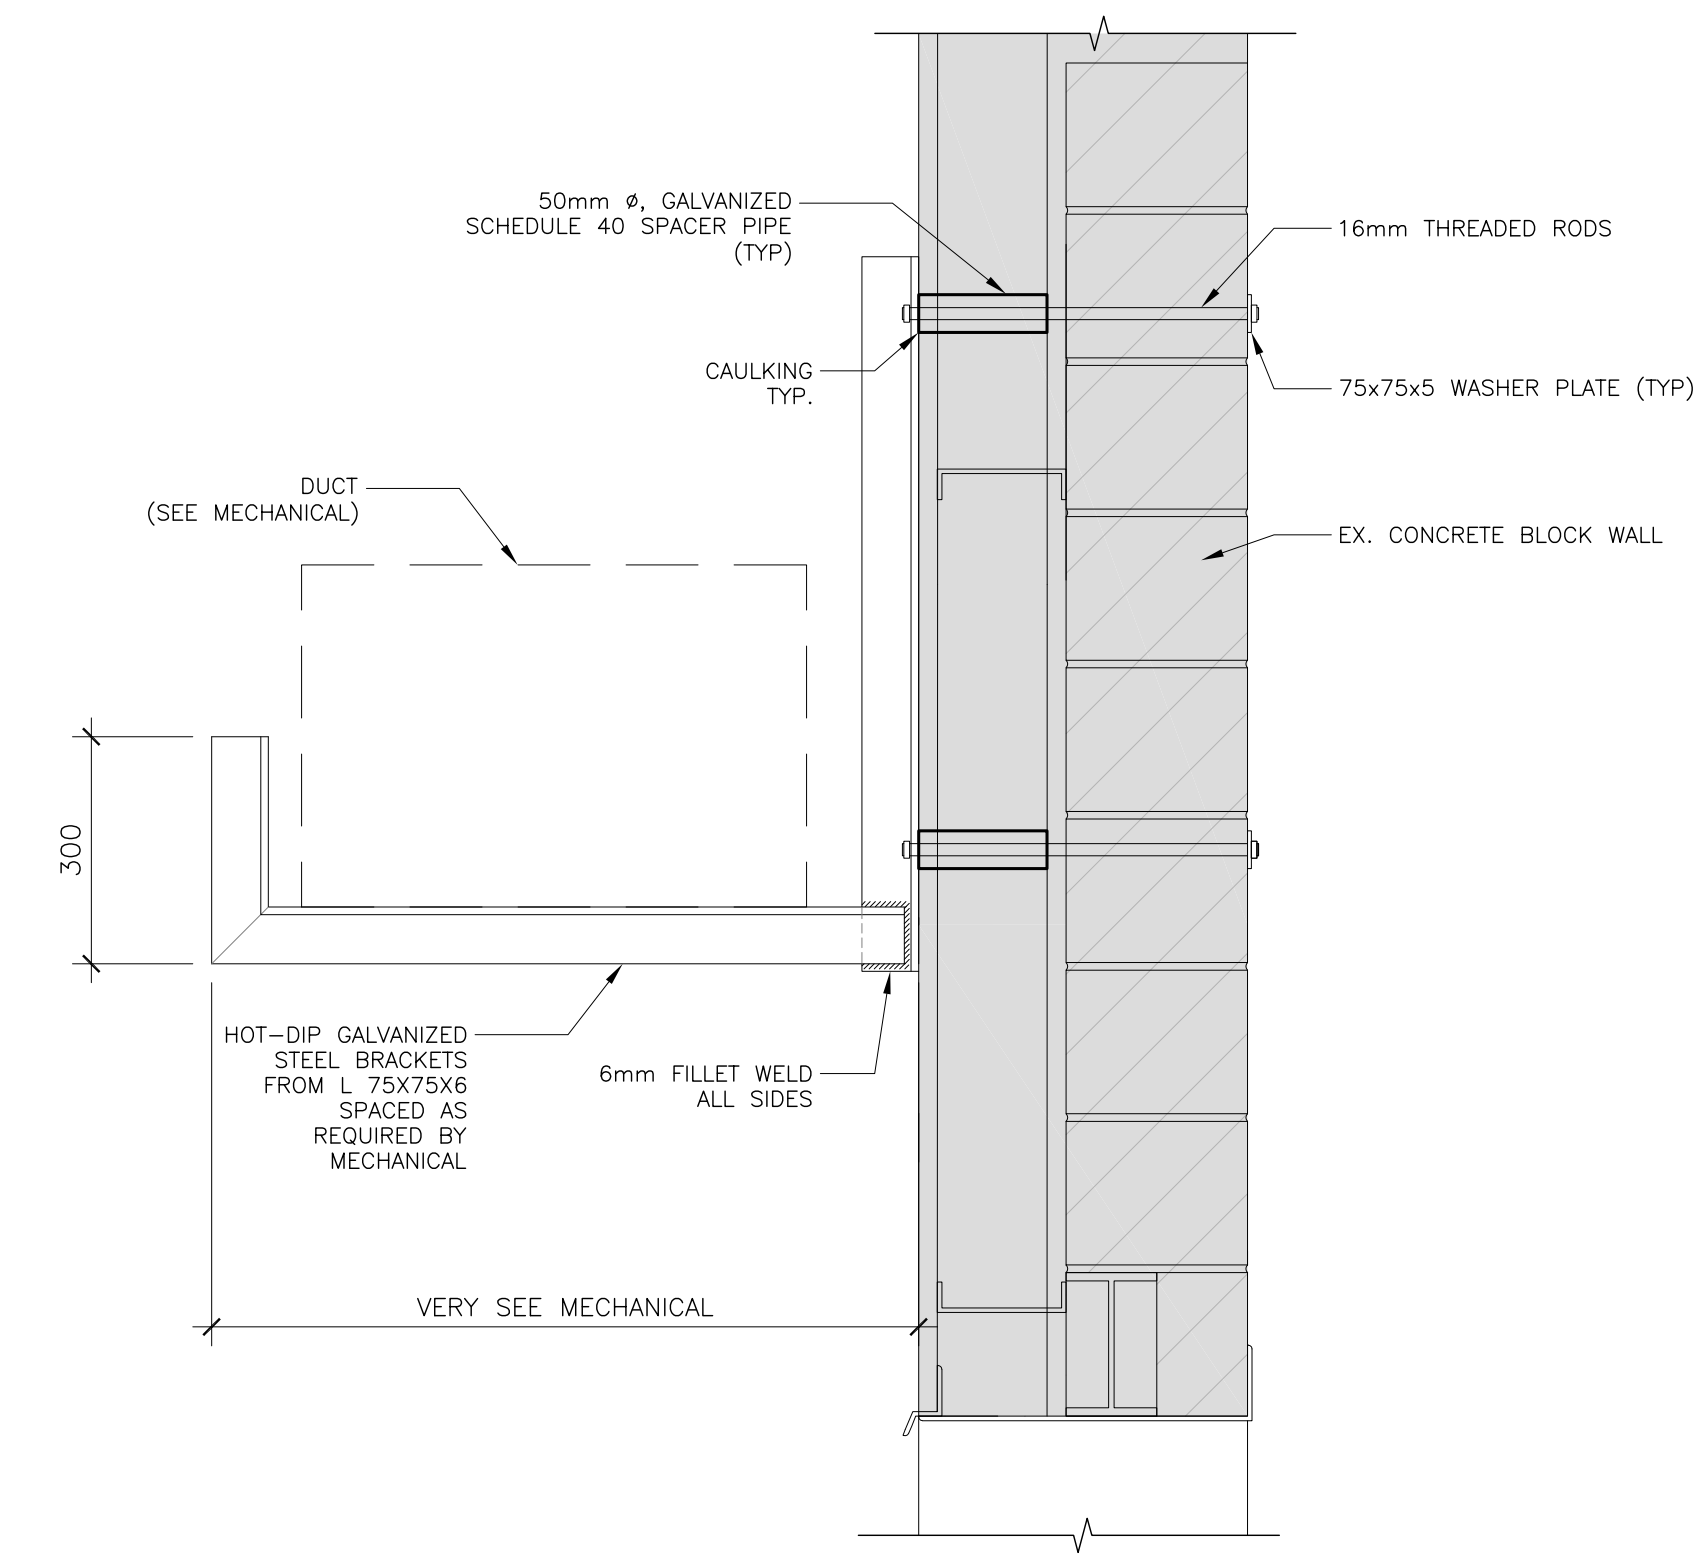 50mm ø, GALVANIZED
SCHEDULE 40 SPACER PIPE
(TYP)
16mm THREADED RODS
CAULKING
TYP.
75x75x5 WASHER PLATE (TYP)
DUCT
(SEE MECHANICAL)
EX. CONCRETE BLOCK WALL
300
HOT-DIP GALVANIZED
STEEL BRACKETS
FROM L 75X75X6
SPACED AS
REQUIRED BY
MECHANICAL
6mm FILLET WELD
ALL SIDES
VERY SEE MECHANICAL